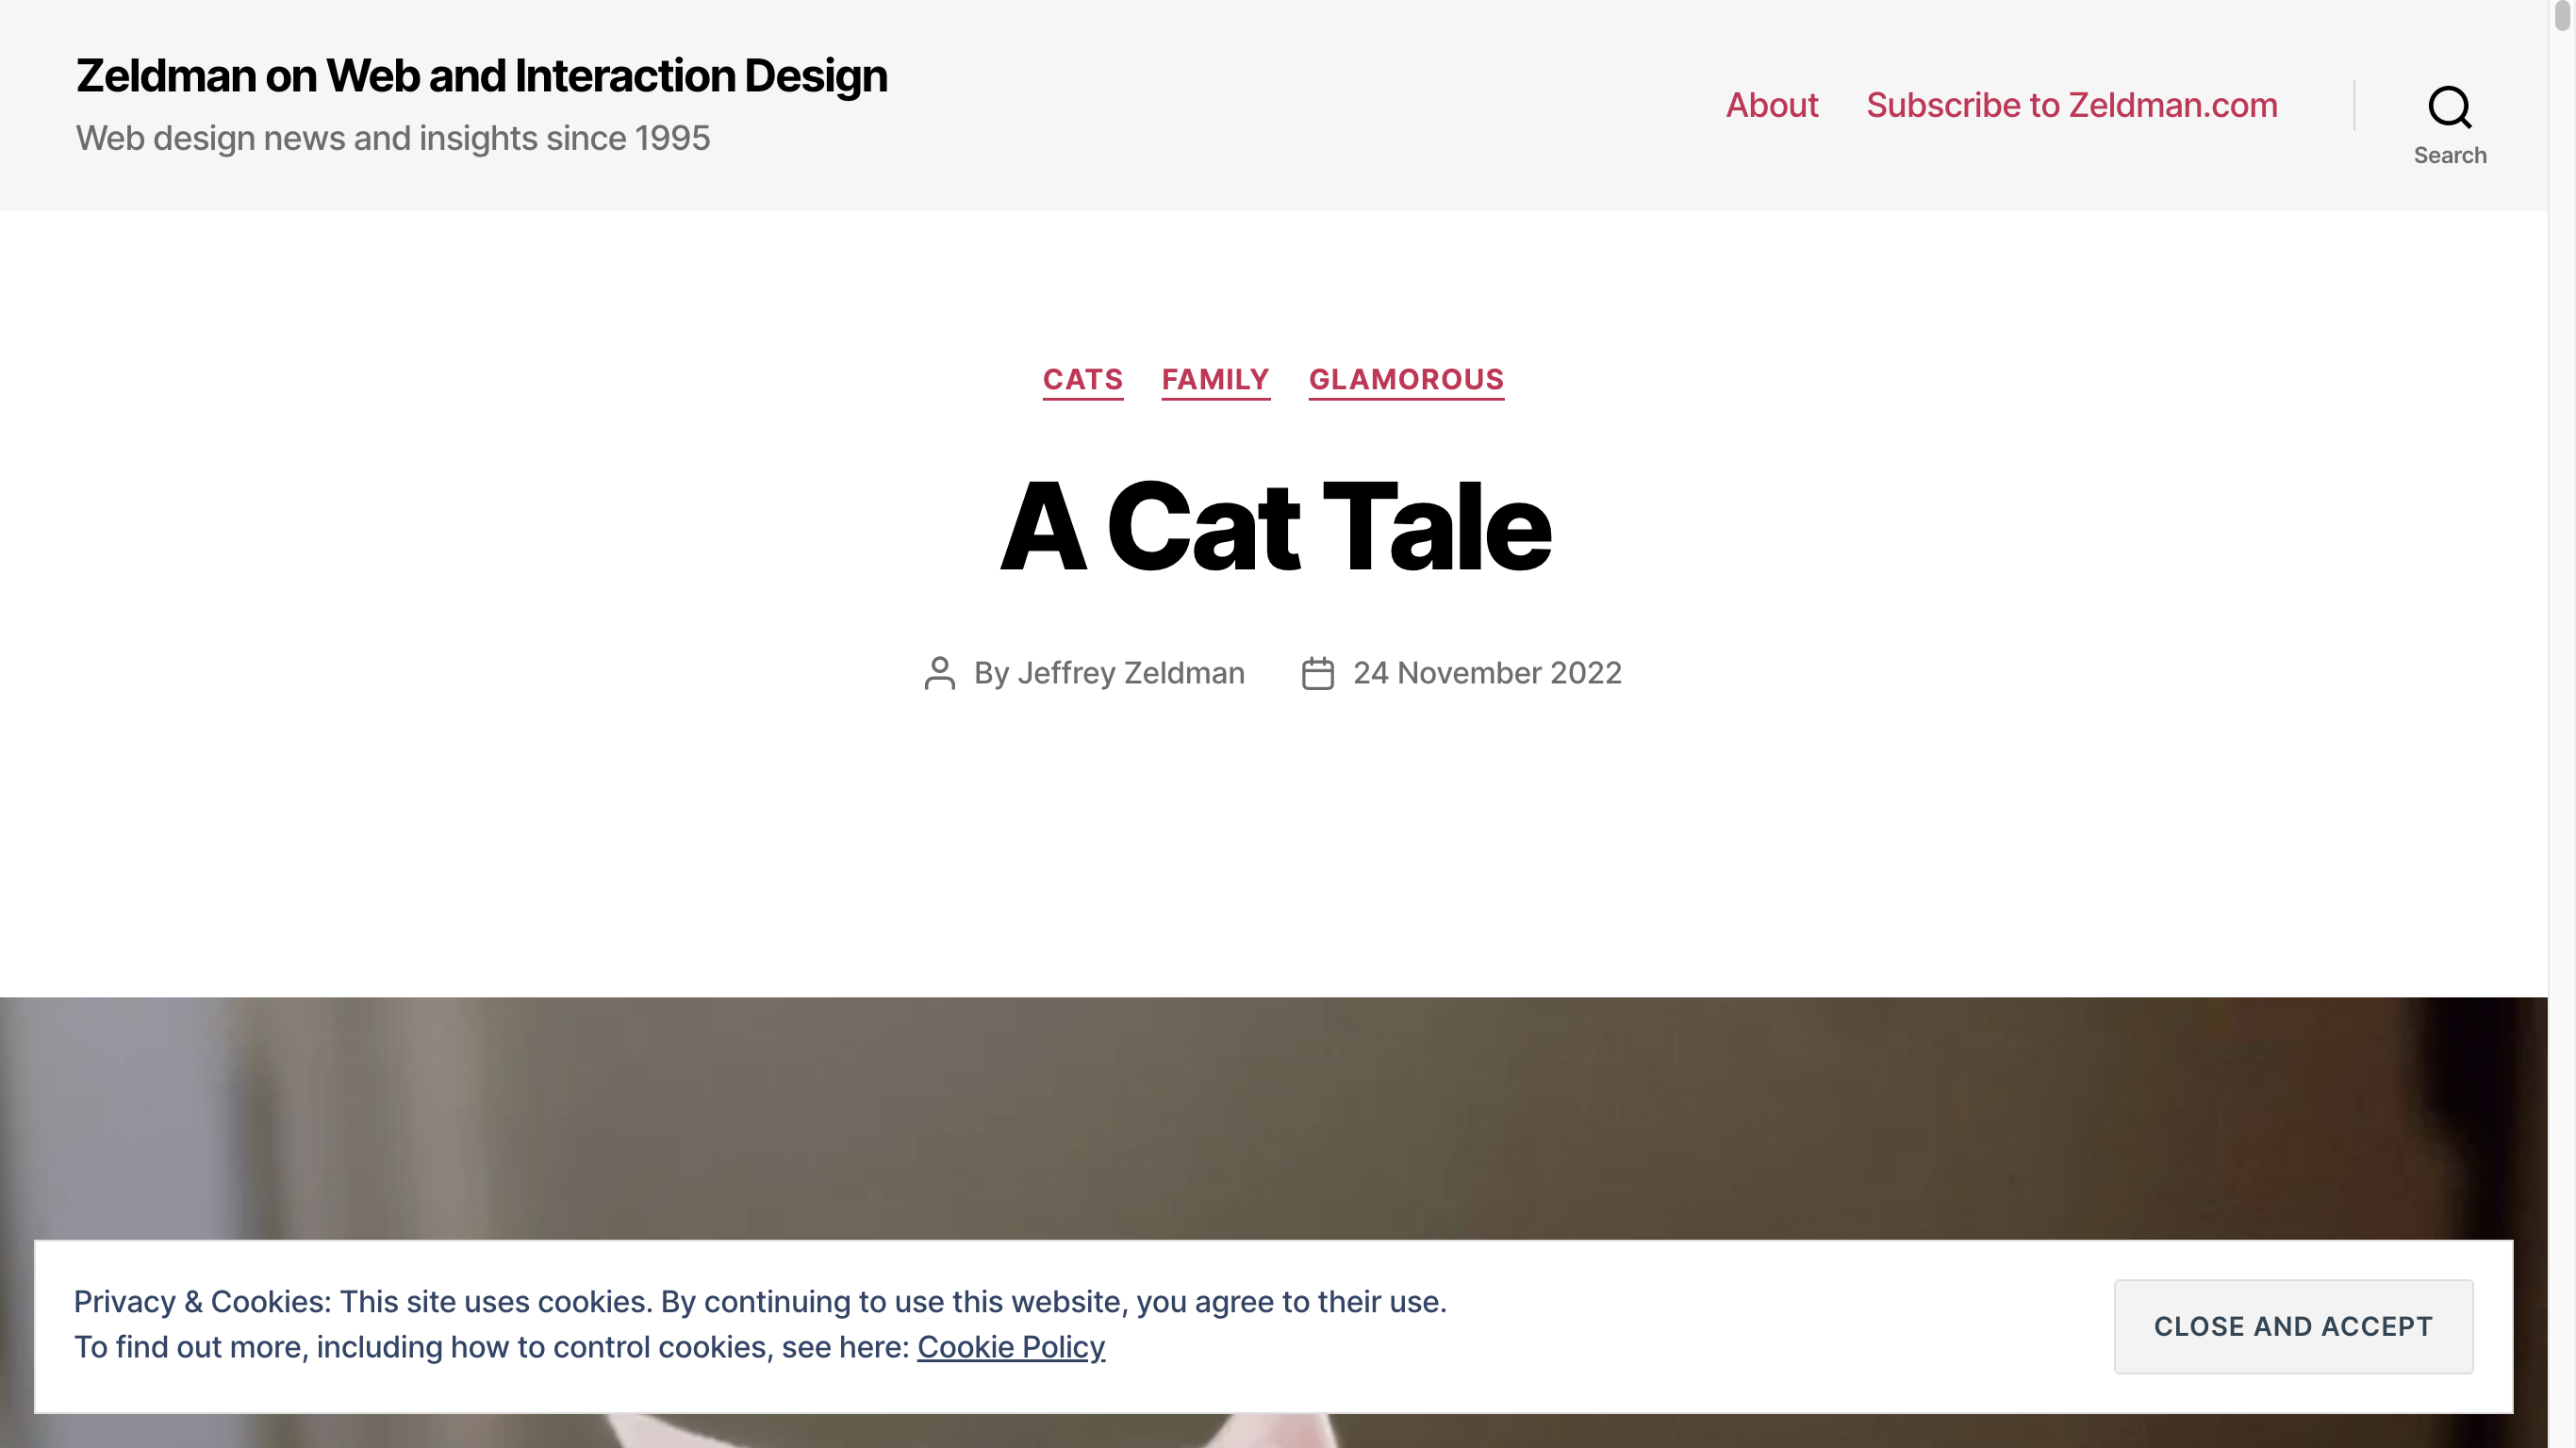 Zeldman on Web and Interaction Design
Web design news and insights since 1995
About Subscribe to Zeldman.com
Search
CATS FAMILY GLAMOROUS
A Cat Tale
By Jeffrey Zeldman 24 November 2022
Privacy & Cookies: This site uses cookies. By continuing to use this website, you agree to their use.
To find out more, including how to control cookies, see here: Cookie Policy
CLOSE AND ACCEPT